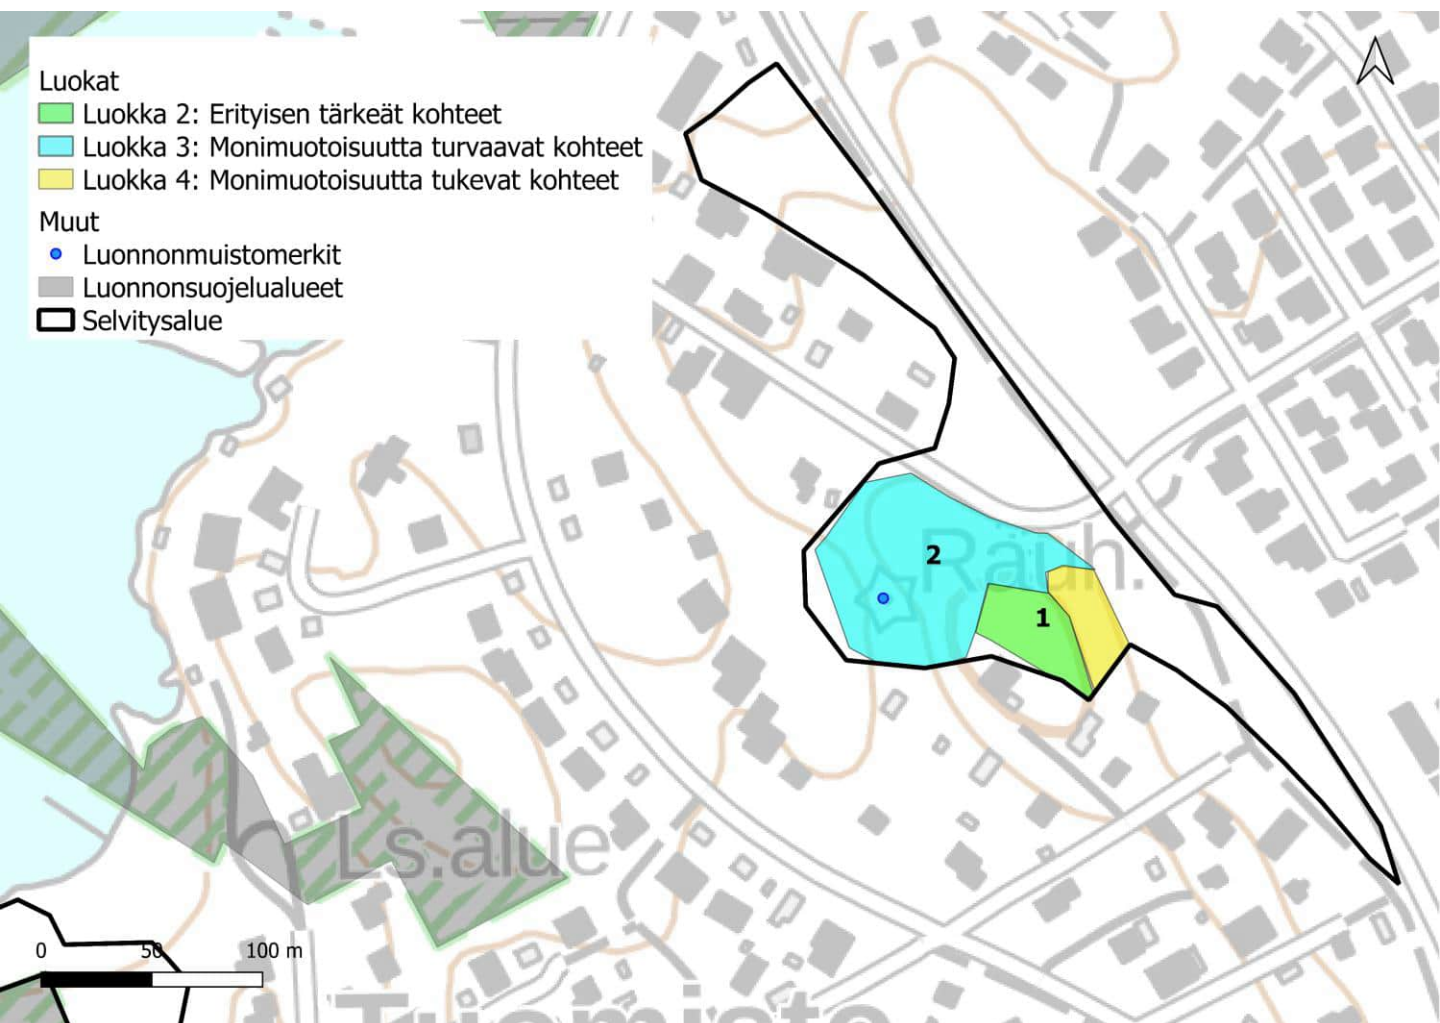 Luokat
Luokka 2: Erityisen tärkeät kohteet
Luokka 3: Monimuotoisuutta turvaavat kohteet
Luokka 4: Monimuotoisuutta tukevat kohteet
Muut
Luonnonmuistomerkit
Luonnonsuojelualueet
Selvitysalue
2
Räuh.
1
Ls.alue
0 50 100 m